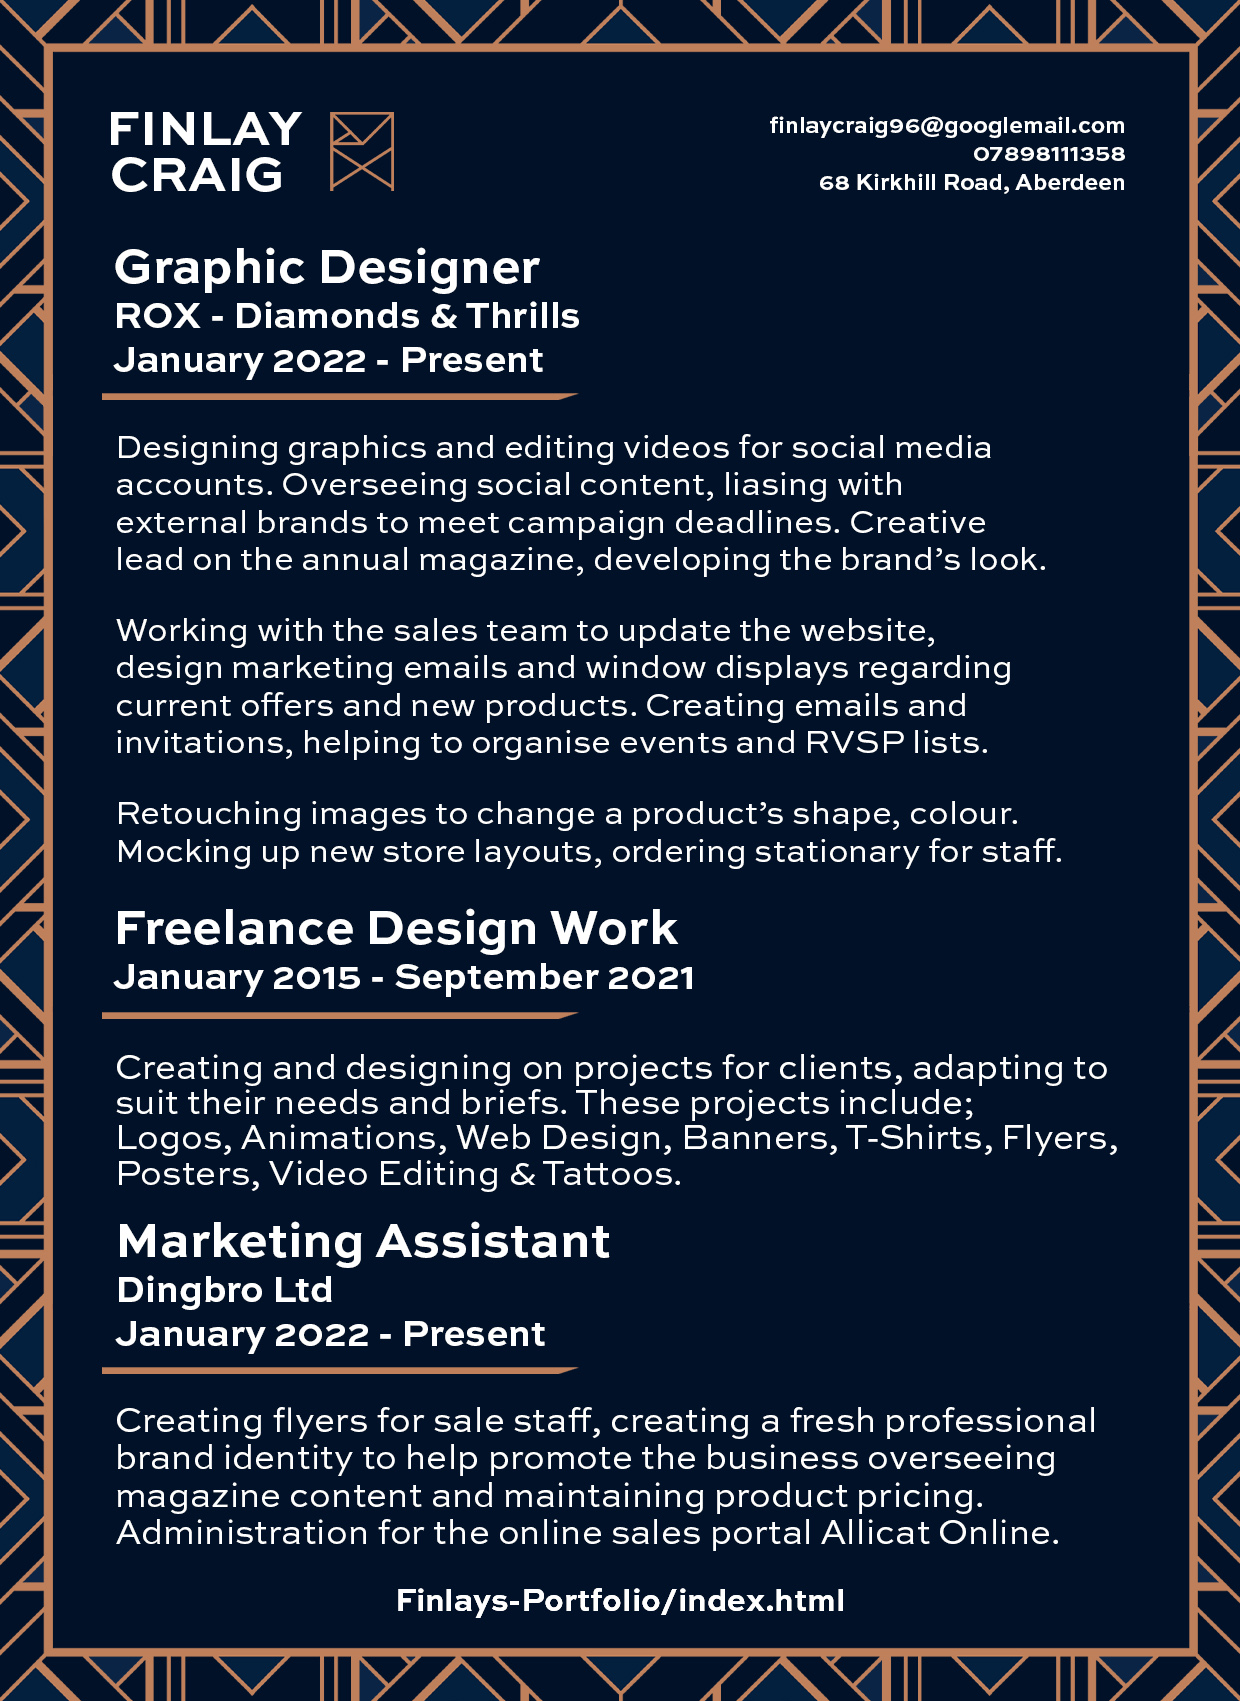 FINLAY
CRAIG
finlaycraig96@googlemail.com
07898111358
68 Kirkhill Road, Aberdeen
Graphic Designer
ROX - Diamonds & Thrills
January 2022 - Present
Designing graphics and editing videos for social media
accounts. Overseeing social content, liasing with
external brands to meet campaign deadlines. Creative
lead on the annual magazine, developing the brand’s look.
Working with the sales team to update the website,
design marketing emails and window displays regarding
current offers and new products. Creating emails and
invitations, helping to organise events and RVSP lists.
Retouching images to change a product’s shape, colour.
Mocking up new store layouts, ordering stationary for staff.
Freelance Design Work
January 2015 - September 2021
Creating and designing on projects for clients, adapting to
suit their needs and briefs. These projects include;
Logos, Animations, Web Design, Banners, T-Shirts, Flyers,
Posters, Video Editing & Tattoos.
Marketing Assistant
Dingbro Ltd
January 2022 - Present
Creating flyers for sale staff, creating a fresh professional
brand identity to help promote the business overseeing
magazine content and maintaining product pricing.
Administration for the online sales portal Allicat Online.
Finlays-Portfolio/index.html